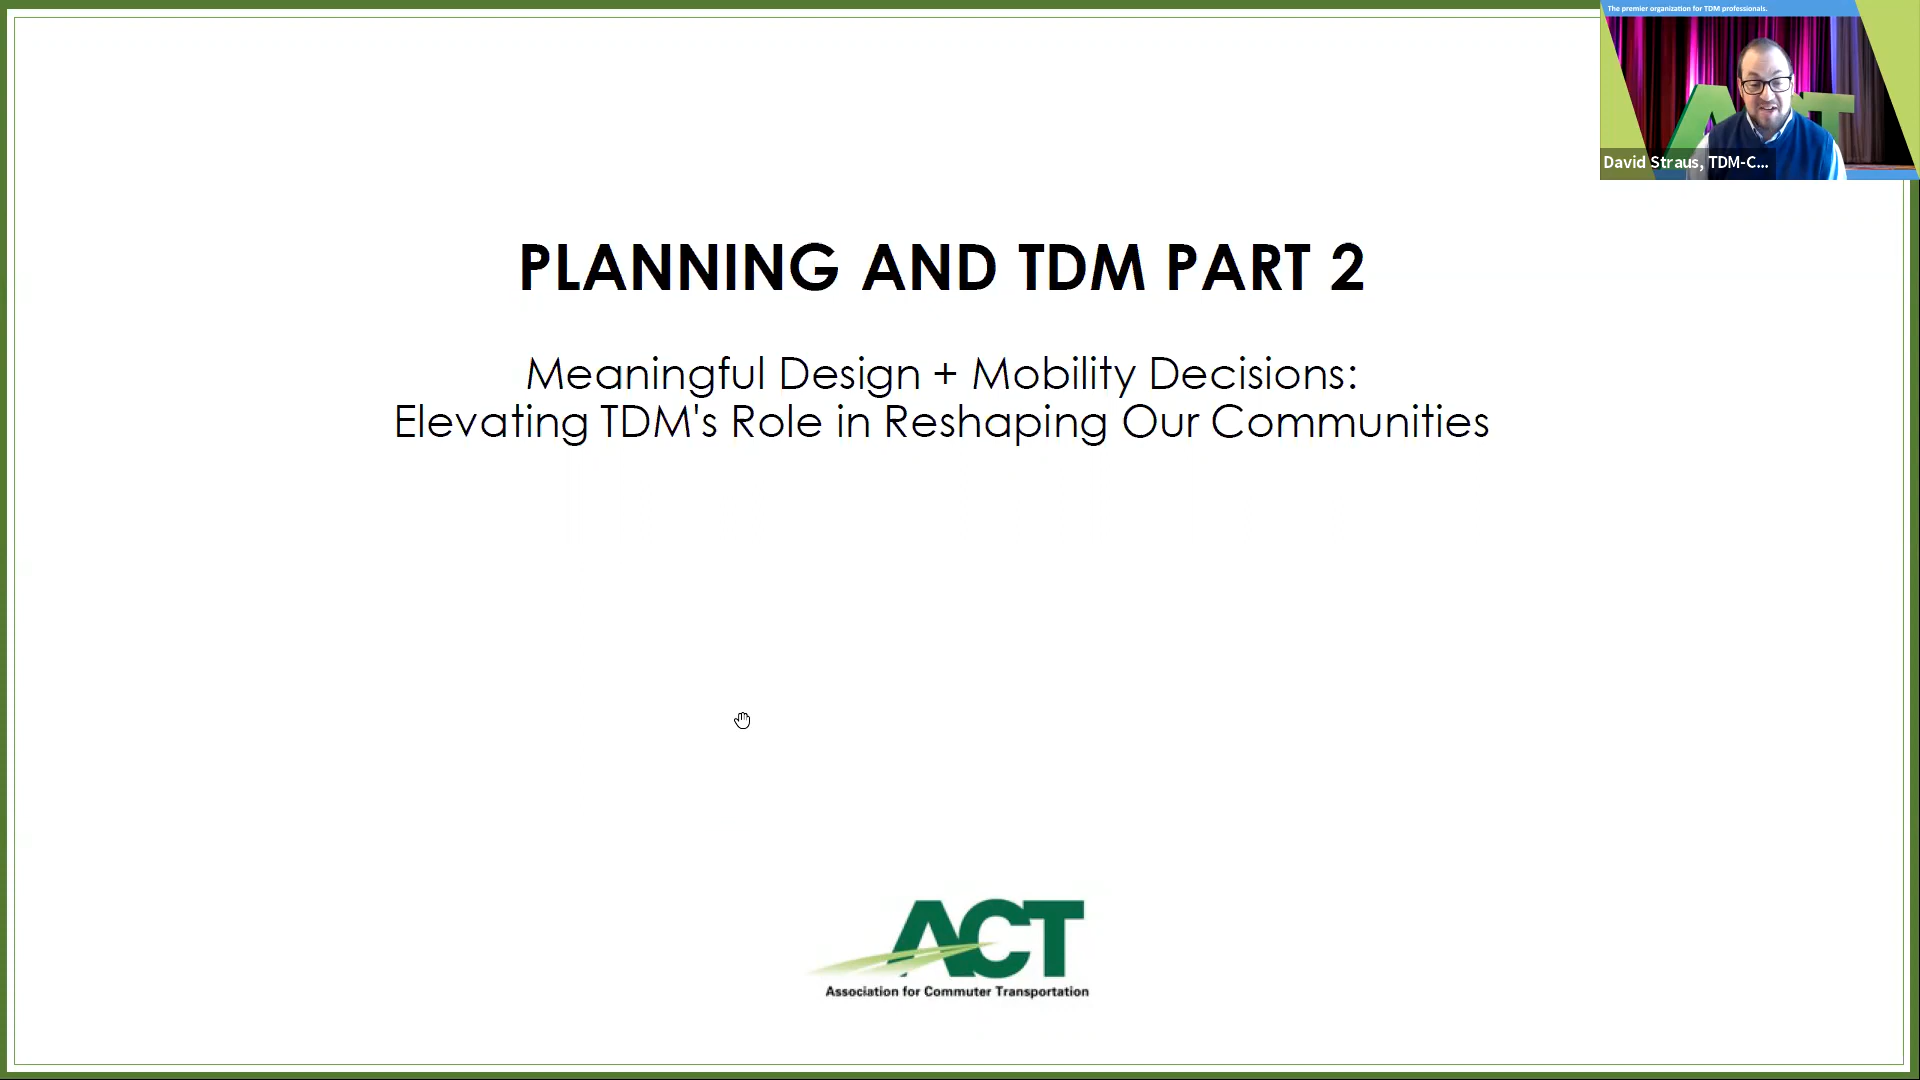 The premier organization for TDM professionals.
David Straus, TDM-C...
PLANNING AND TDM PART 2
Meaningful Design + Mobility Decisions:
Elevating TDM's Role in Reshaping Our Communities
ACT
Association for Commuter Transportation